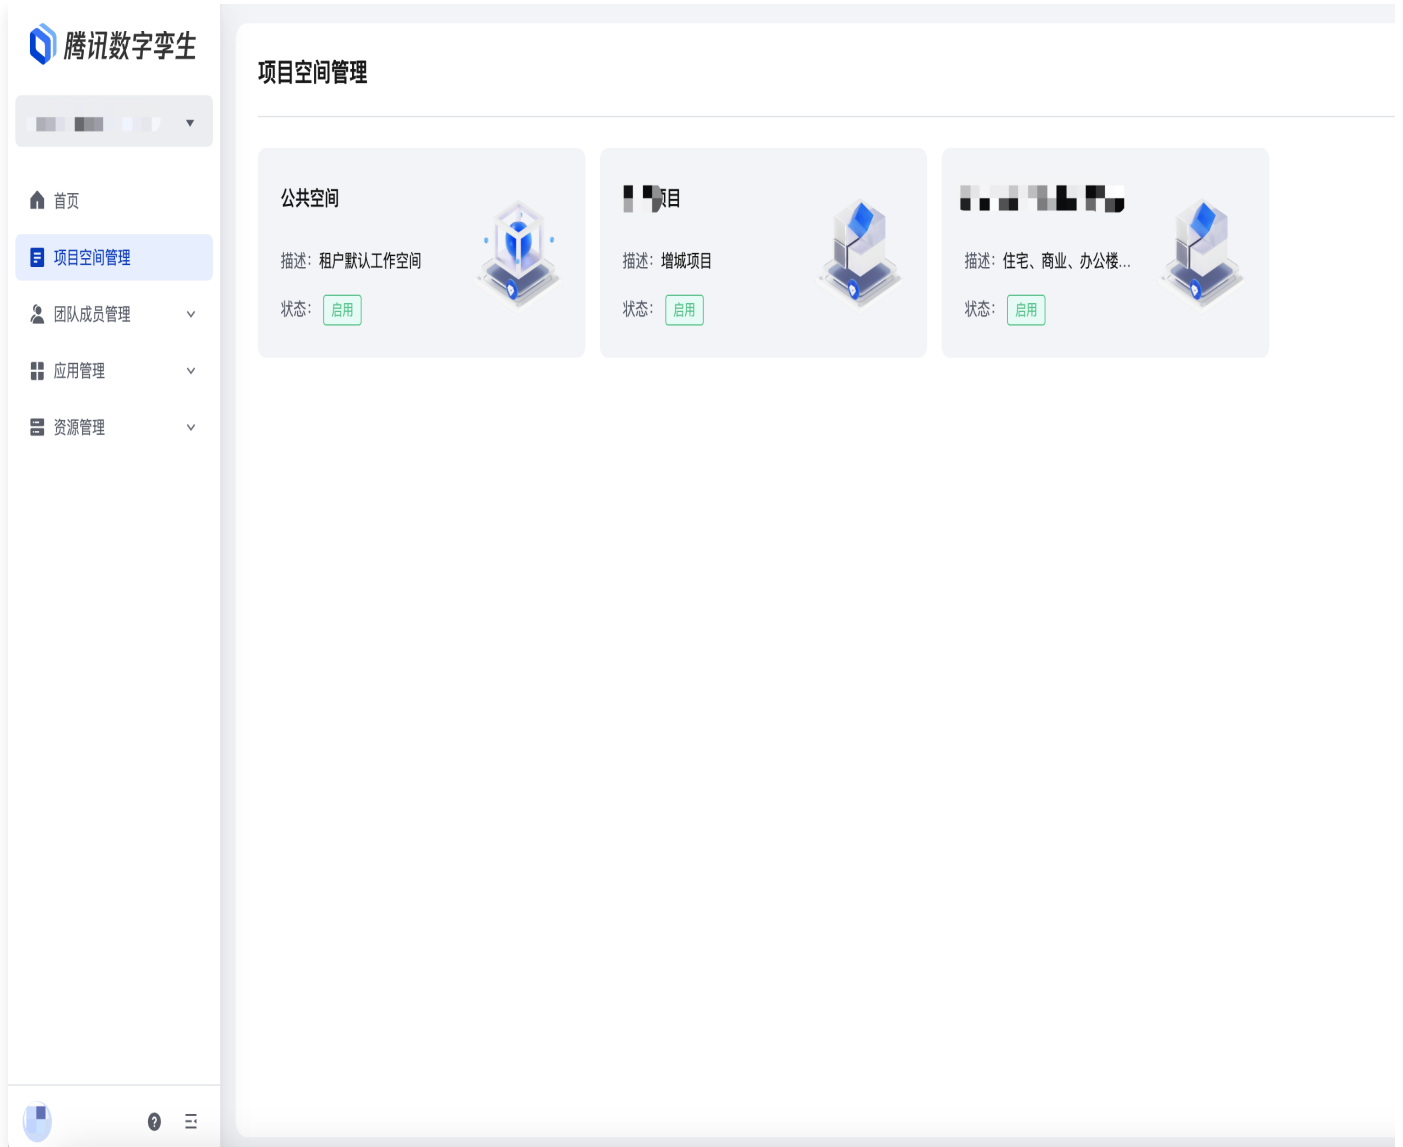 腾讯数字孪生
首页
项目空间管理
团队成员管理
应用管理
资源管理
项目空间管理
公共空间
描述：租户默认工作空间
状态：启用
项目
描述：增城项目
状态：启用
描述：住宅、商业、办公楼...
状态：启用